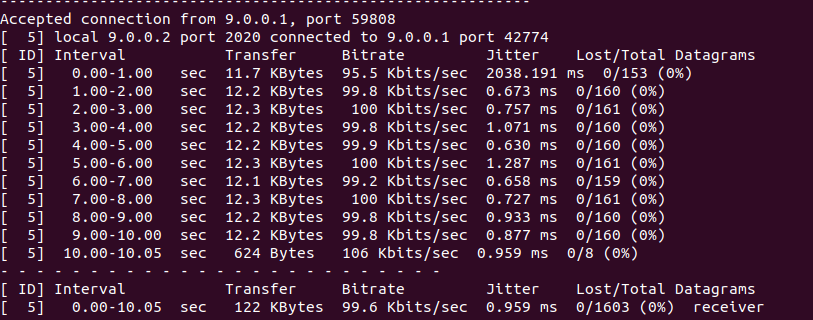 -----------------------------------------------------------
Accepted connection from 9.0.0.1, port 59808
[  5] local 9.0.0.2 port 2020 connected to 9.0.0.1 port 42774
[ ID] Interval           Transfer     Bitrate         Jitter    Lost/Total Datagrams
[  5]   0.00-1.00   sec  11.7 KBytes  95.5 Kbits/sec  2038.191 ms  0/153 (0%)
[  5]   1.00-2.00   sec  12.2 KBytes  99.8 Kbits/sec  0.673 ms  0/160 (0%)
[  5]   2.00-3.00   sec  12.3 KBytes   100 Kbits/sec  0.757 ms  0/161 (0%)
[  5]   3.00-4.00   sec  12.2 KBytes  99.8 Kbits/sec  1.071 ms  0/160 (0%)
[  5]   4.00-5.00   sec  12.2 KBytes  99.9 Kbits/sec  0.630 ms  0/160 (0%)
[  5]   5.00-6.00   sec  12.3 KBytes   100 Kbits/sec  1.287 ms  0/161 (0%)
[  5]   6.00-7.00   sec  12.1 KBytes  99.2 Kbits/sec  0.658 ms  0/159 (0%)
[  5]   7.00-8.00   sec  12.3 KBytes   100 Kbits/sec  0.727 ms  0/161 (0%)
[  5]   8.00-9.00   sec  12.2 KBytes  99.8 Kbits/sec  0.933 ms  0/160 (0%)
[  5]   9.00-10.00  sec  12.2 KBytes  99.8 Kbits/sec  0.877 ms  0/160 (0%)
[  5]  10.00-10.05  sec   624 Bytes   106 Kbits/sec  0.959 ms  0/8 (0%)
- - - - - - - - - - - - - - - - - - - - - - - - -
[ ID] Interval           Transfer     Bitrate         Jitter    Lost/Total Datagrams
[  5]   0.00-10.05  sec   122 KBytes  99.6 Kbits/sec  0.959 ms  0/1603 (0%)  receiver